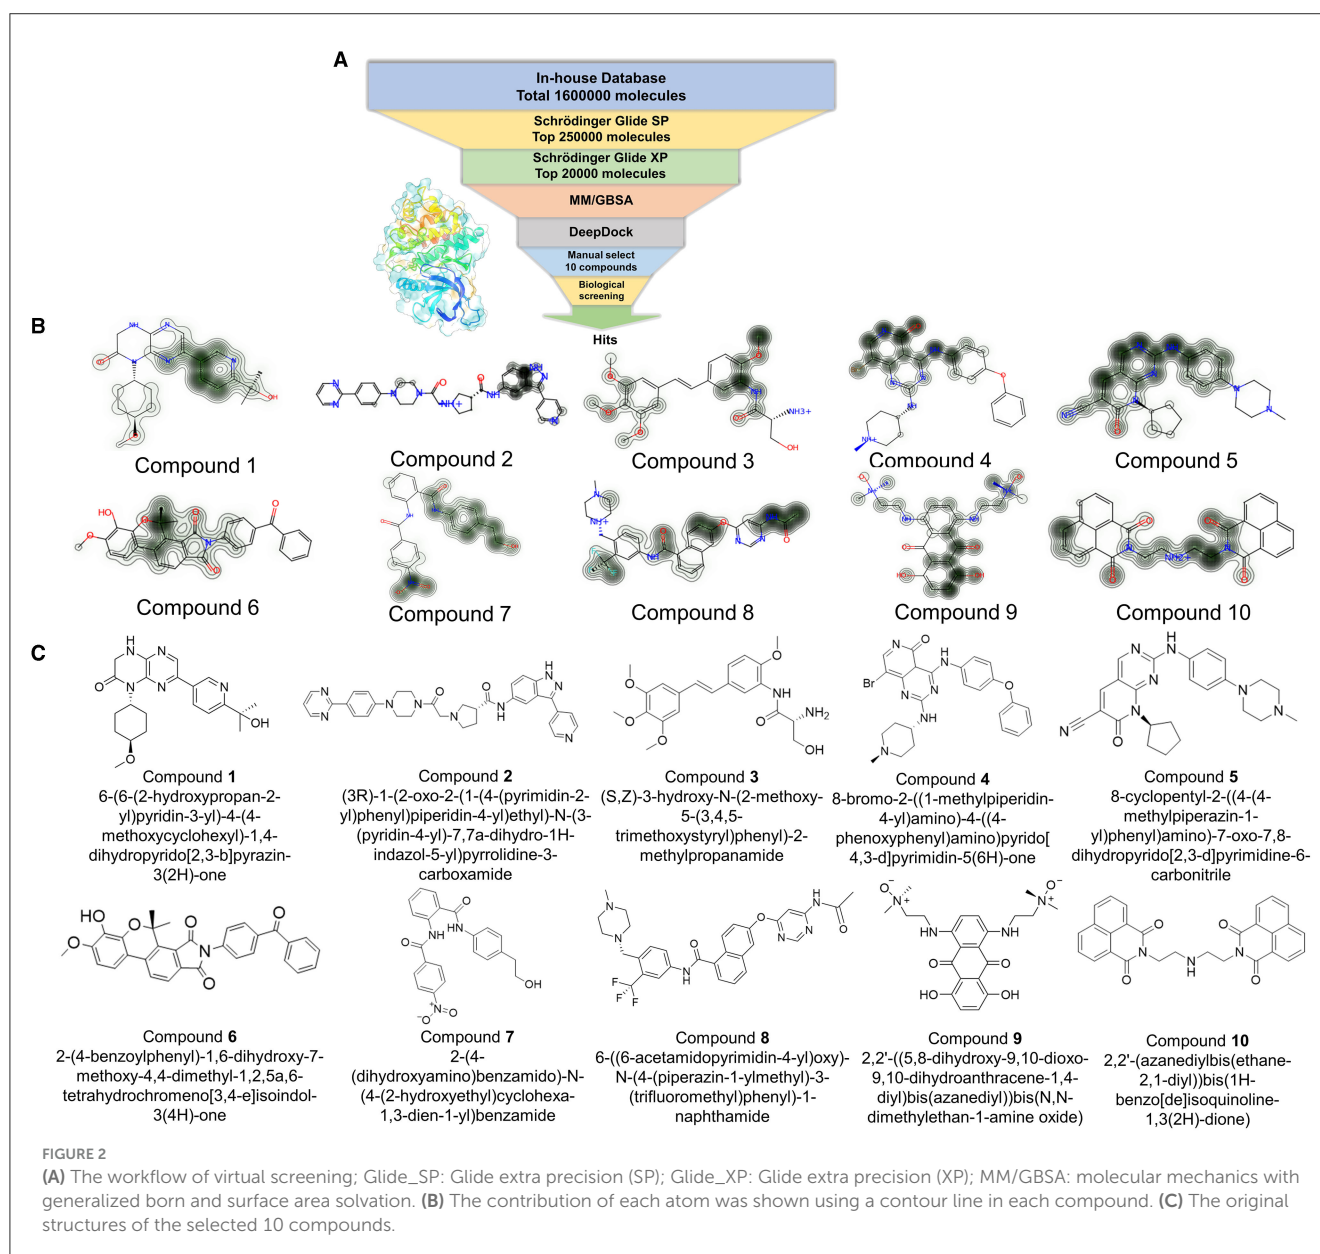 A
In-house Database
Total 1600000 molecules
Schrödinger Glide SP
Top 250000 molecules
Schrödinger Glide XP
Top 20000 molecules
MM/GBSA
DeepDock
Manual select
10 compounds
Biological
screening
Hits
B
Compound 1
Compound 2
Compound 3
Compound 4
Compound 5
Compound 6
Compound 7
Compound 8
Compound 9
Compound 10
C
Compound 1
6-(6-(2-hydroxypropan-2-
yl)pyridin-3-yl)-4-(4-
methoxycyclohexyl)-1,4-
dihydropyrido[2,3-b]pyrazin-
3(2H)-one
Compound 2
(3R)-1-(2-oxo-2-(1-(4-(pyrimidin-2-
yl)phenyl)piperidin-4-yl)ethyl)-N-(3-
(pyridin-4-yl)-7,7a-dihydro-1H-
indazol-5-yl)pyrrolidine-3-
carboxamide
Compound 3
(S,Z)-3-hydroxy-N-(2-methoxy-
5-(3,4,5-
trimethoxystyryl)phenyl)-2-
methylpropanamide
Compound 4
8-bromo-2-((1-methylpiperidin-
4-yl)amino)-4-((4-
phenoxyphenyl)amino)pyrido[
4,3-d]pyrimidin-5(6H)-one
Compound 5
8-cyclopentyl-2-((4-(4-
methylpiperazin-1-
yl)phenyl)amino)-7-oxo-7,8-
dihydropyrido[2,3-d]pyrimidine-6-
carbonitrile
Compound 6
2-(4-benzoylphenyl)-1,6-dihydroxy-7-
methoxy-4,4-dimethyl-1,2,5a,6-
tetrahydrochromeno[3,4-e]isoindol-
3(4H)-one
Compound 7
2-(4-
(dihydroxyamino)benzamido)-N-
(4-(2-hydroxyethyl)cyclohexa-
1,3-dien-1-yl)benzamide
Compound 8
6-((6-acetamidopyrimidin-4-yl)oxy)-
N-(4-(piperazin-1-ylmethyl)-3-
(trifluoromethyl)phenyl)-1-
naphthamide
Compound 9
2,2'-((5,8-dihydroxy-9,10-dioxo-
9,10-dihydroanthracene-1,4-
diyl)bis(azanediyl))bis(N,N-
dimethylethan-1-amine oxide)
Compound 10
2,2'-(azanediylbis(ethane-
2,1-diyl))bis(1H-
benzo[de]isoquinoline-
1,3(2H)-dione)
FIGURE 2
(A) The workflow of virtual screening; Glide_SP: Glide extra precision (SP); Glide_XP: Glide extra precision (XP); MM/GBSA: molecular mechanics with
generalized born and surface area solvation. (B) The contribution of each atom was shown using a contour line in each compound. (C) The original
structures of the selected 10 compounds.